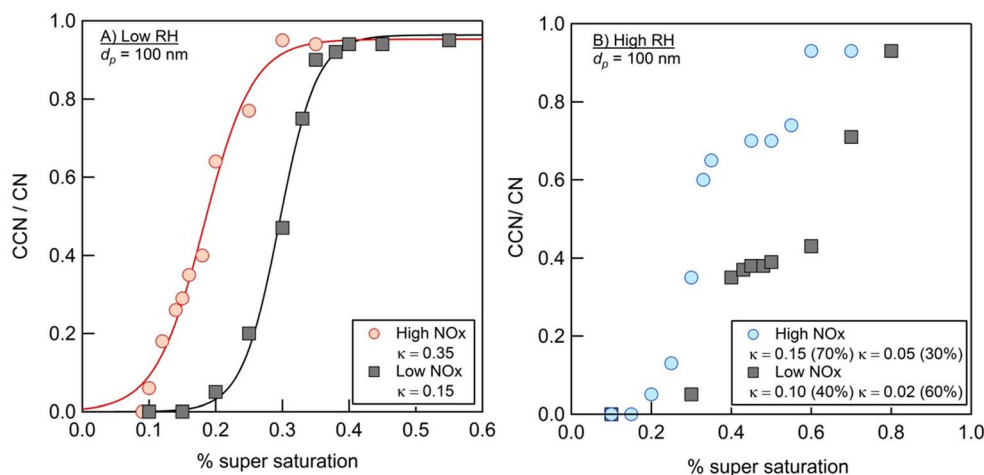 A) Low RH
dp = 100 nm
CCN / CN
1.0
0.8
0.6
0.4
0.2
0.0
0.0 0.1 0.2 0.3 0.4 0.5 0.6
% super saturation
High NOx
κ = 0.35
Low NOx
κ = 0.15
B) High RH
dp = 100 nm
CCN/ CN
1.0
0.8
0.6
0.4
0.2
0.0
0.0 0.2 0.4 0.6 0.8 1.0
% super saturation
High NOx
κ = 0.15 (70%) κ = 0.05 (30%)
Low NOx
κ = 0.10 (40%) κ = 0.02 (60%)